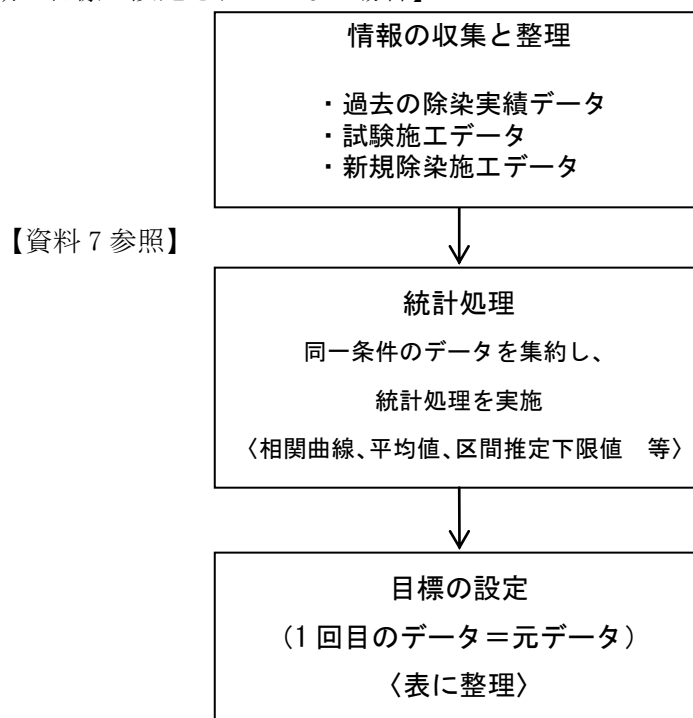 情報の収集と整理
・過去の除染実績データ
・試験施工データ
・新規除染施工データ
【資料 7 参照】
統計処理
同一条件のデータを集約し、
統計処理を実施
〈相関曲線、平均値、区間推定下限値　等〉
目標の設定
(1 回目のデータ＝元データ)
〈表に整理〉